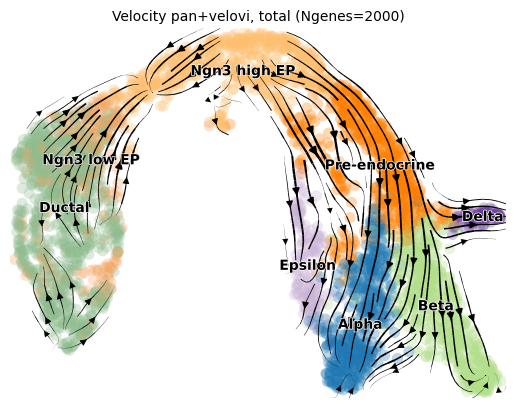 Velocity pan+velovi, total (Ngenes=2000)
Ngn3 high EP
Ngn3 low EP
Pre-endocrine
Ductal
Delta
Epsilon
Beta
Alpha